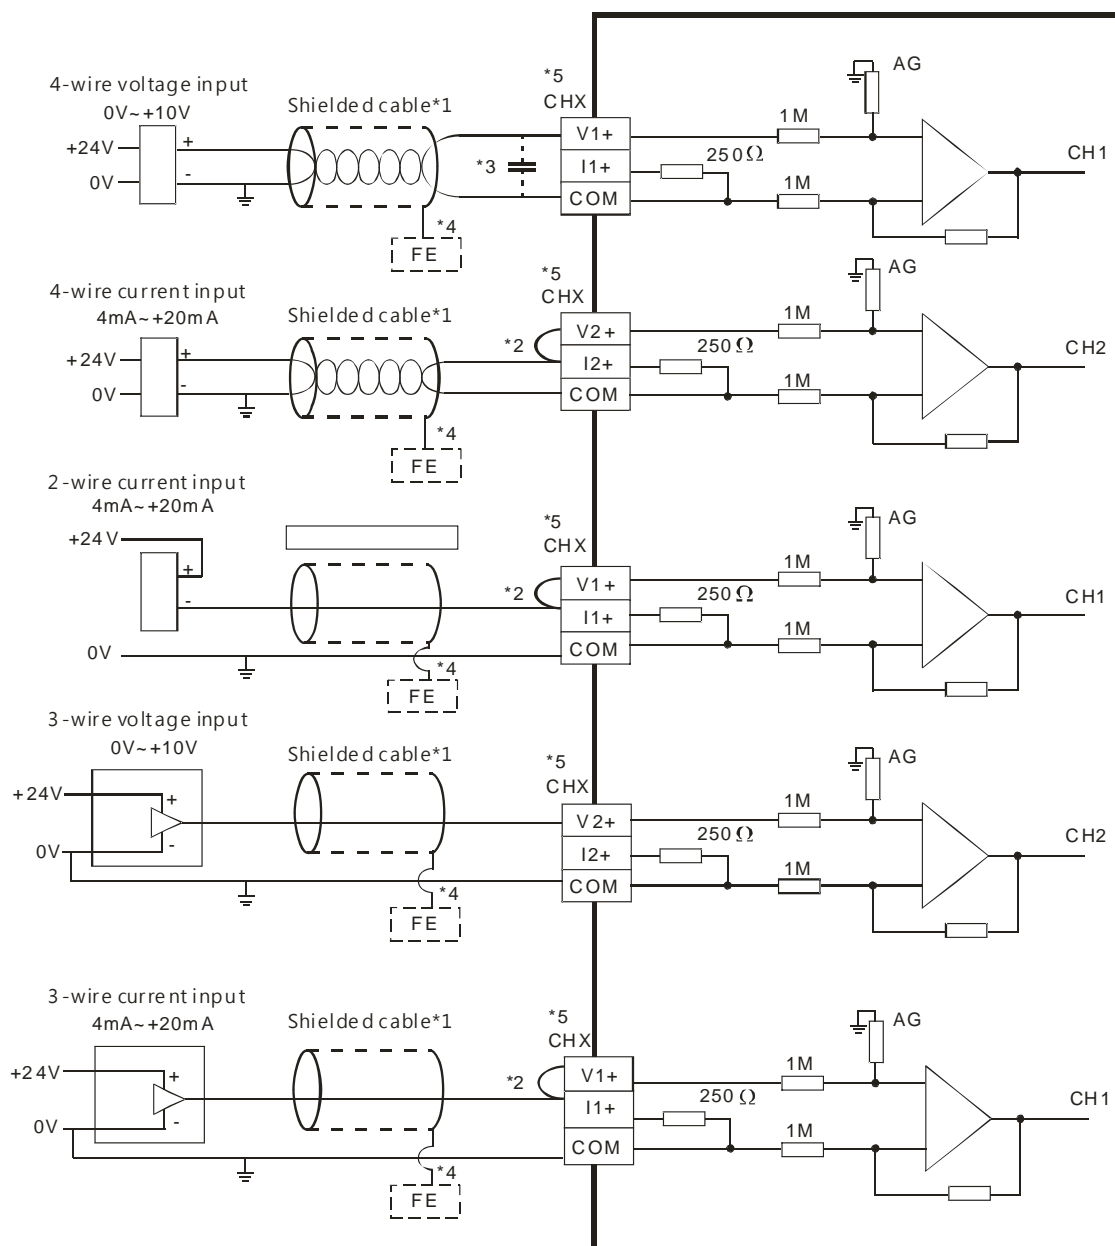 4-wire voltage input
0V~+10V
+24V
0V
+
-
Shielded cable*1
*3
*4
FE
*5
CHX
V1+
I1+
COM
250Ω
1M
1M
AG
CH1
4-wire current input
4mA~+20mA
+24V
0V
+
-
Shielded cable*1
*2
*4
FE
*5
CHX
V2+
I2+
COM
250Ω
1M
1M
AG
CH2
2-wire current input
4mA~+20mA
+24V
+
-
0V
*2
*4
FE
*5
CHX
V1+
I1+
COM
250Ω
1M
1M
AG
CH1
3-wire voltage input
0V~+10V
+24V
0V
+
-
Shielded cable*1
*4
FE
*5
CHX
V2+
I2+
COM
250Ω
1M
1M
AG
CH2
3-wire current input
4mA~+20mA
+24V
0V
+
-
Shielded cable*1
*2
*4
FE
*5
CHX
V1+
I1+
COM
250Ω
1M
1M
AG
CH1